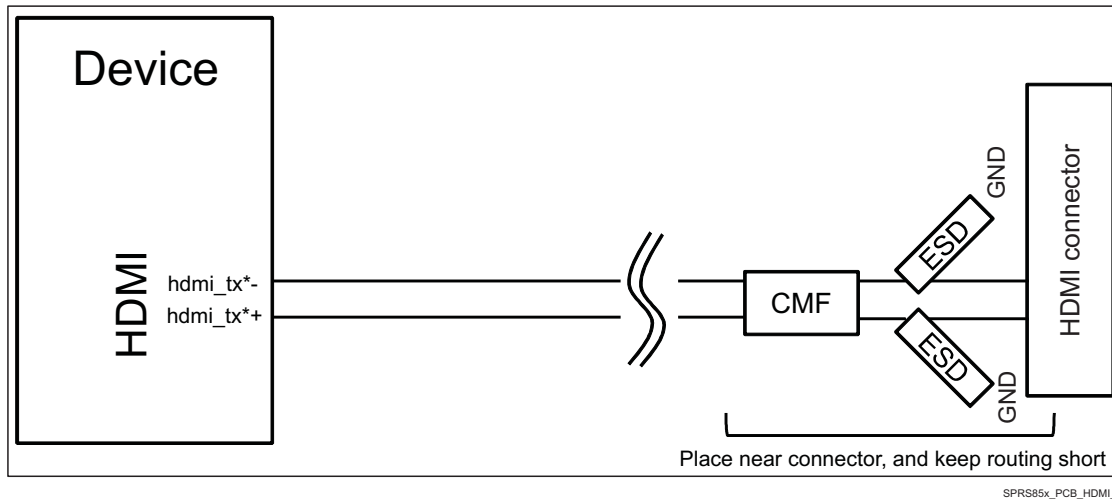 Device
HDMI
hdmi_tx*-
hdmi_tx*+
CMF
ESD
GND
ESD
GND
HDMI connector
Place near connector, and keep routing short
SPRS85x_PCB_HDMI_